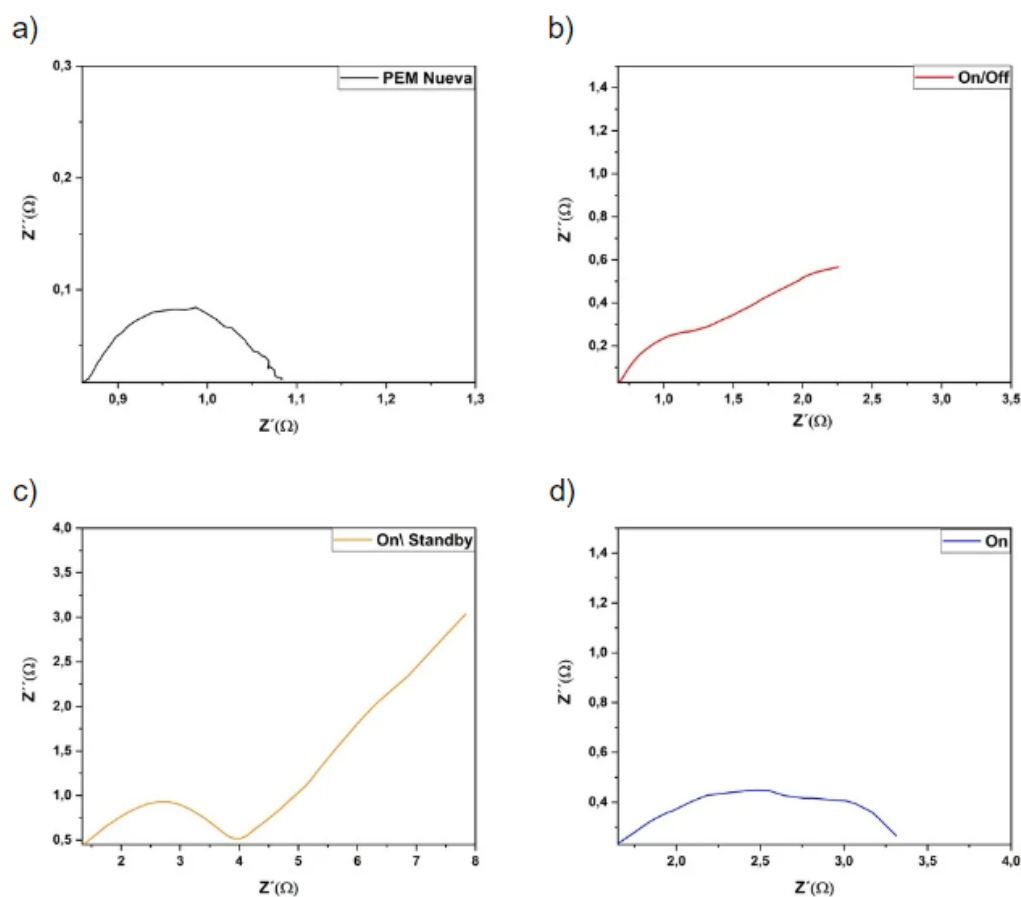 a)
PEM Nueva
0,3
0,2
0,1
Z´´(Ω)
0,9 1,0 1,1 1,2 1,3
Z´(Ω)
b)
On/Off
1,4
1,2
1,0
0,8
0,6
0,4
0,2
Z´´(Ω)
1,0 1,5 2,0 2,5 3,0 3,5
Z´(Ω)
c)
On\ Standby
4,0
3,5
3,0
2,5
2,0
1,5
1,0
0,5
Z´´(Ω)
2 3 4 5 6 7 8
Z´(Ω)
d)
On
1,4
1,2
1,0
0,8
0,6
0,4
Z´´(Ω)
2,0 2,5 3,0 3,5 4,0
Z´(Ω)